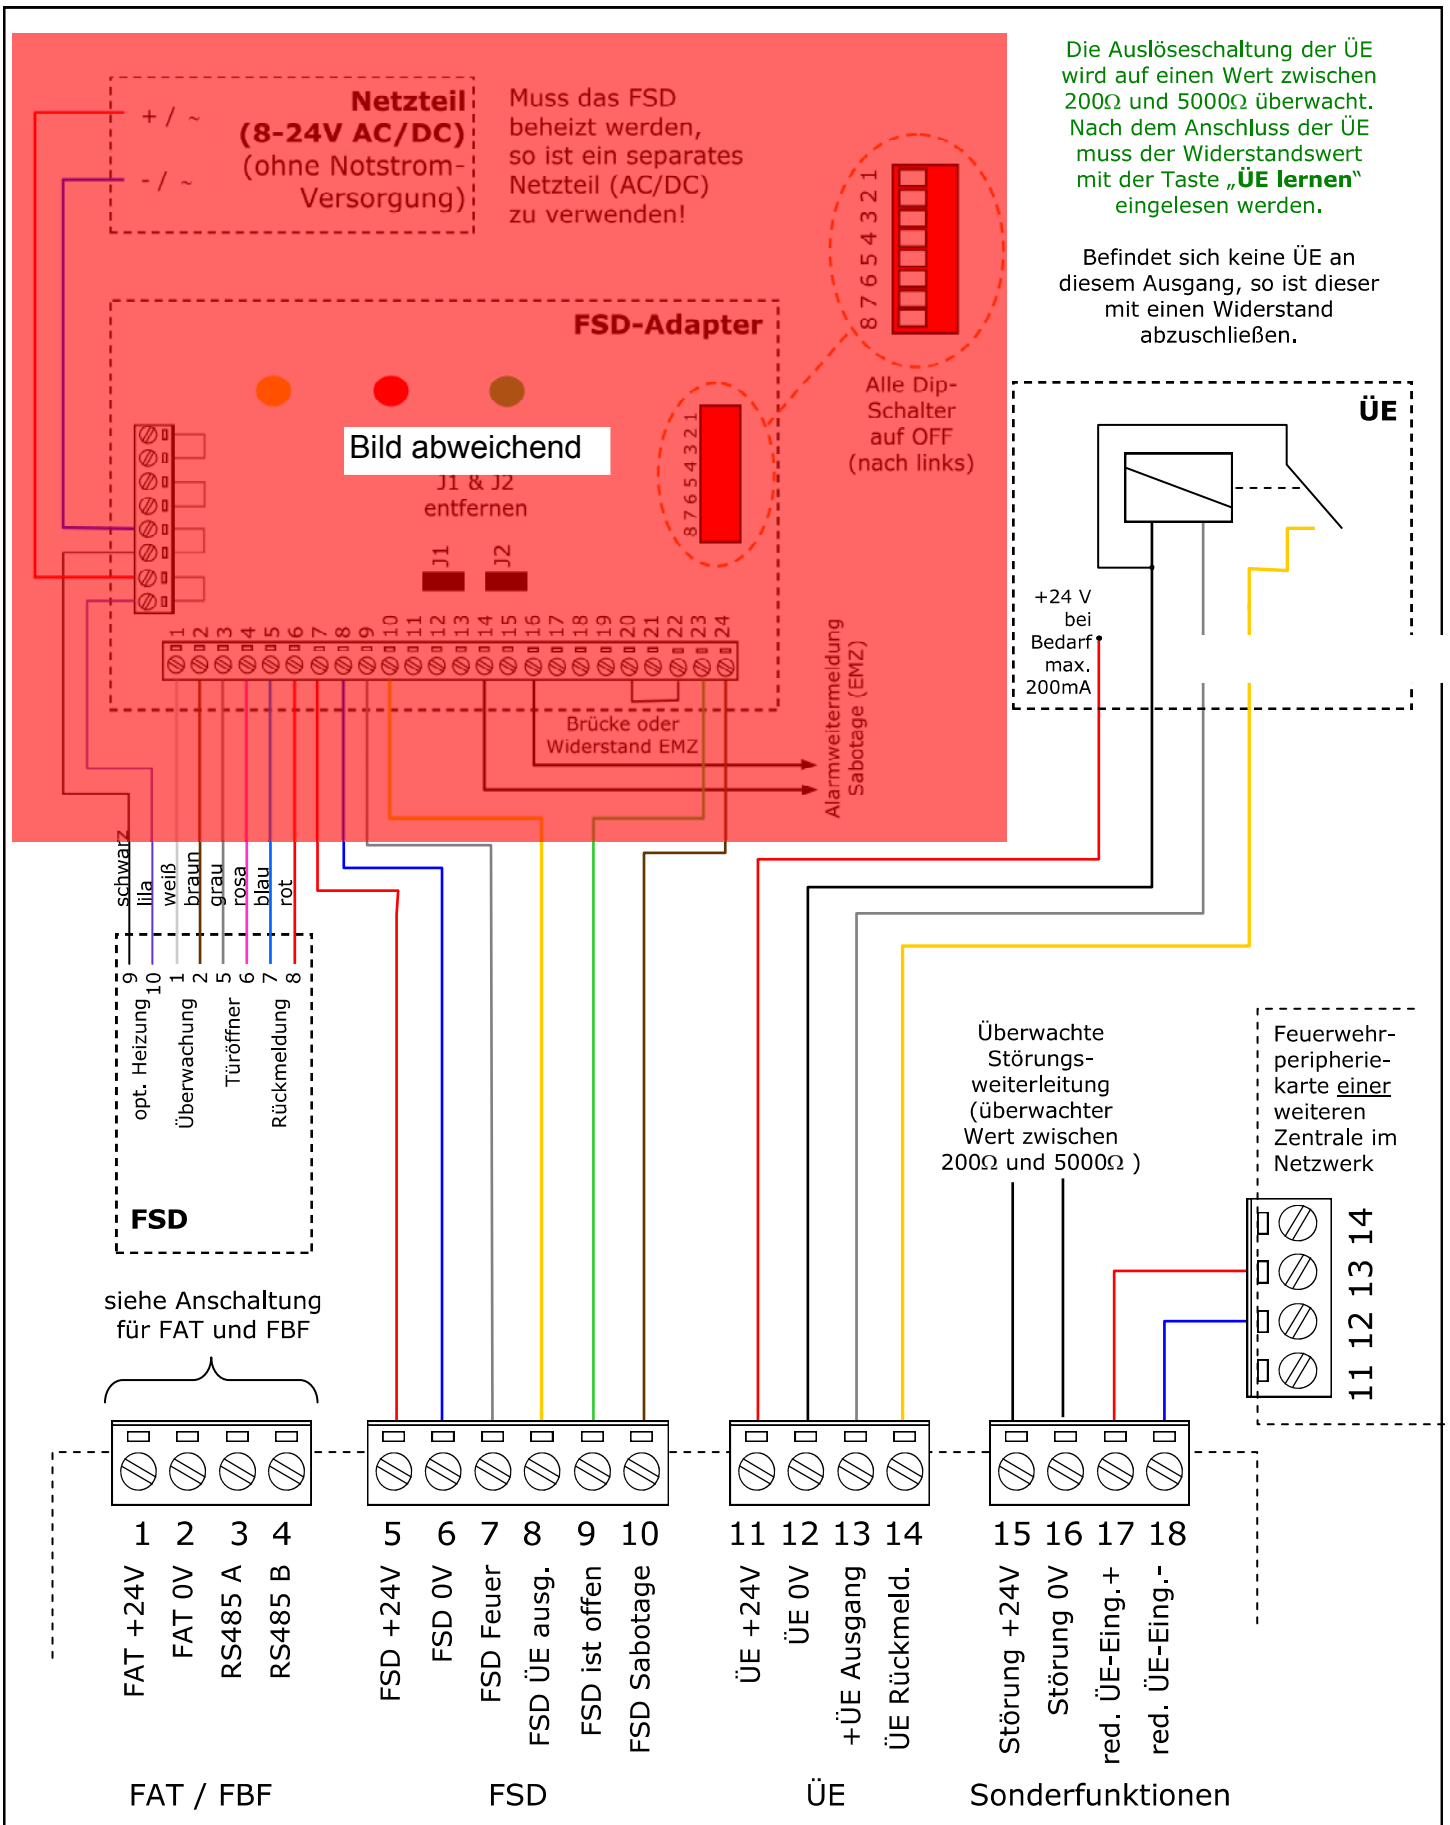 Die Auslöseschaltung der ÜE
wird auf einen Wert zwischen
200Ω und 5000Ω überwacht.
Nach dem Anschluss der ÜE
muss der Widerstandswert
mit der Taste „ÜE lernen“
eingelesen werden.
Befindet sich keine ÜE an
diesem Ausgang, so ist dieser
mit einen Widerstand
abzuschließen.
Netzteil
(8-24V AC/DC)
(ohne Notstrom-
Versorgung)
+ / ~
- / ~
Muss das FSD
beheizt werden,
so ist ein separates
Netzteil (AC/DC)
zu verwenden!
8 7 6 5 4 3 2 1
Alle Dip-
Schalter
auf OFF
(nach links)
FSD-Adapter
Bild abweichend
J1 & J2
entfernen
J1
J2
8 7 6 5 4 3 2 1
1 2 3 4 5 6 7 8 9 10 11 12 13 14 15 16 17 18 19 20 21 22 23 24
Brücke oder
Widerstand EMZ
Alarmweitermeldung
Sabotage (EMZ)
ÜE
+24 V
bei
Bedarf
max.
200mA
schwarz
lila
weiß
braun
grau
rosa
blau
rot
9 10 1 2 5 6 7 8
opt. Heizung
Überwachung
Türöffner
Rückmeldung
FSD
siehe Anschaltung
für FAT und FBF
Überwachte
Störungs-
weiterleitung
(überwachter
Wert zwischen
200Ω und 5000Ω )
Feuerwehr-
peripherie-
karte einer
weiteren
Zentrale im
Netzwerk
11 12 13 14
1 2 3 4
5 6 7 8 9 10
11 12 13 14
15 16 17 18
FAT +24V
FAT 0V
RS485 A
RS485 B
FSD +24V
FSD 0V
FSD Feuer
FSD ÜE ausg.
FSD ist offen
FSD Sabotage
ÜE +24V
ÜE 0V
+ÜE Ausgang
ÜE Rückmeld.
Störung +24V
Störung 0V
red. ÜE-Eing.+
red. ÜE-Eing.-
FAT / FBF
FSD
ÜE
Sonderfunktionen